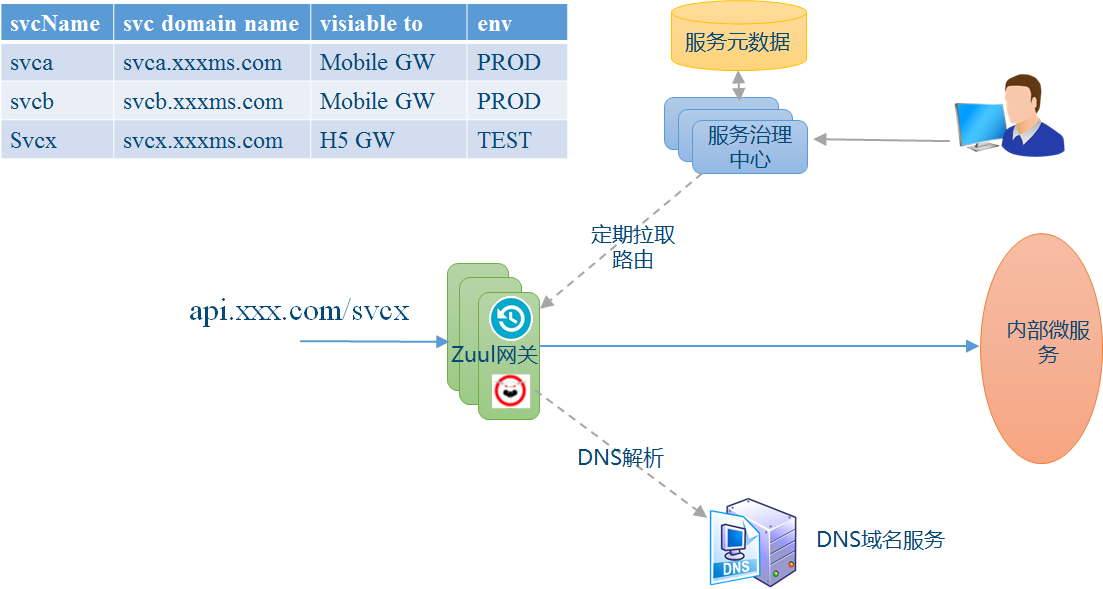 svcName svc domain name visiable to env
svca svca.xxxms.com Mobile GW PROD
svcb svcb.xxxms.com Mobile GW PROD
Svcx svcx.xxxms.com H5 GW TEST
服务元数据
服务治理
中心
定期拉取
路由
api.xxx.com/svcx
Zuul网关
内部微服
务
DNS解析
DNS
DNS域名服务